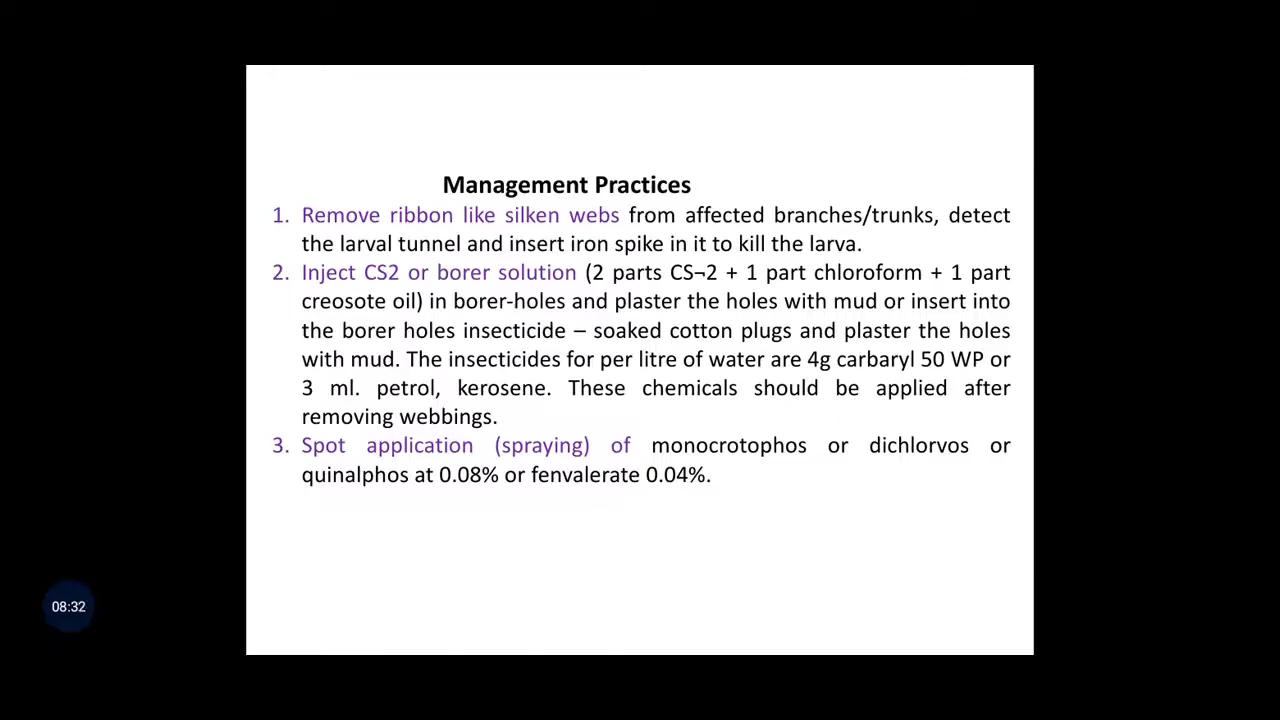 Management Practices
1. Remove ribbon like silken webs from affected branches/trunks, detect
the larval tunnel and insert iron spike in it to kill the larva.
2. Inject CS2 or borer solution (2 parts CS¬2 + 1 part chloroform + 1 part
creosote oil) in borer-holes and plaster the holes with mud or insert into
the borer holes insecticide – soaked cotton plugs and plaster the holes
with mud. The insecticides for per litre of water are 4g carbaryl 50 WP or
3 ml. petrol, kerosene. These chemicals should be applied after
removing webbings.
3. Spot application (spraying) of monocrotophos or dichlorvos or
quinalphos at 0.08% or fenvalerate 0.04%.
08:32